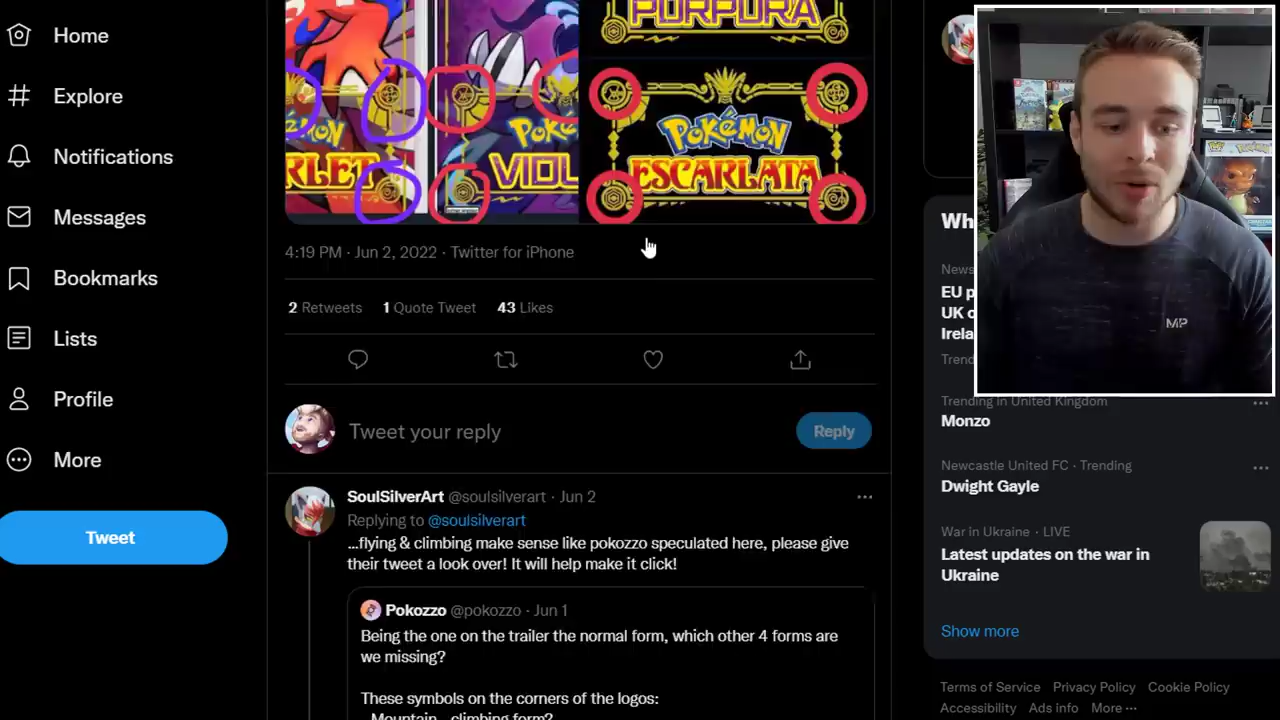 Home
Explore
Notifications
Messages
Bookmarks
Lists
Profile
More
Tweet
PÚRPURA
POKÉMON
ESCARLATA
4:19 PM · Jun 2, 2022 · Twitter for iPhone
2 Retweets 1 Quote Tweet 43 Likes
Tweet your reply
Reply
SoulSilverArt @soulsilverart · Jun 2
Replying to @soulsilverart
...flying & climbing make sense like pokozzo speculated here, please give
their tweet a look over! It will help make it click!
Pokozzo @pokozzo · Jun 1
Being the one on the trailer the normal form, which other 4 forms are
we missing?
These symbols on the corners of the logos:
MP
Trending in United Kingdom
Monzo
Newcastle United FC · Trending
Dwight Gayle
War in Ukraine · LIVE
Latest updates on the war in
Ukraine
Show more
Terms of Service Privacy Policy Cookie Policy
Accessibility Ads info More ···